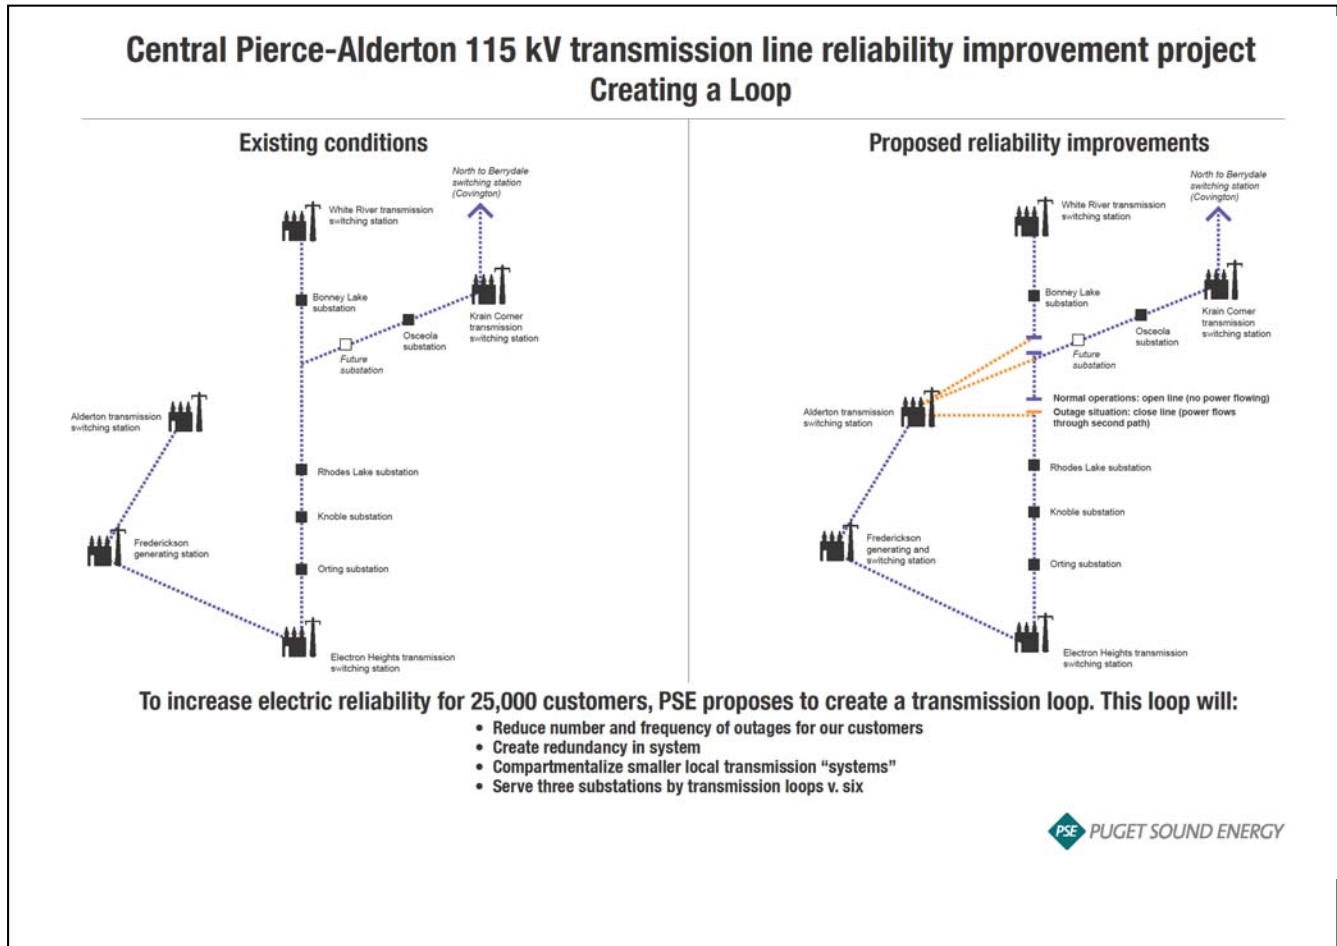 Central Pierce-Alderton 115 kV transmission line reliability improvement project
Creating a Loop
Existing conditions
North to Berrydale
switching station
(Covington)
White River transmission
switching station
Bonney Lake
substation
Krain Corner
transmission
switching station
Osceola
substation
Future
substation
Alderton transmission
switching station
Rhodes Lake substation
Knoble substation
Frederickson
generating station
Orting substation
Electron Heights transmission
switching station
Proposed reliability improvements
North to Berrydale
switching station
(Covington)
White River transmission
switching station
Bonney Lake
substation
Krain Corner
transmission
switching station
Osceola
substation
Future
substation
Normal operations: open line (no power flowing)
Outage situation: close line (power flows
through second path)
Alderton transmission
switching station
Rhodes Lake substation
Knoble substation
Frederickson
generating and
switching station
Orting substation
Electron Heights transmission
switching station
To increase electric reliability for 25,000 customers, PSE proposes to create a transmission loop. This loop will:
• Reduce number and frequency of outages for our customers
• Create redundancy in system
• Compartmentalize smaller local transmission “systems”
• Serve three substations by transmission loops v. six
PSE PUGET SOUND ENERGY